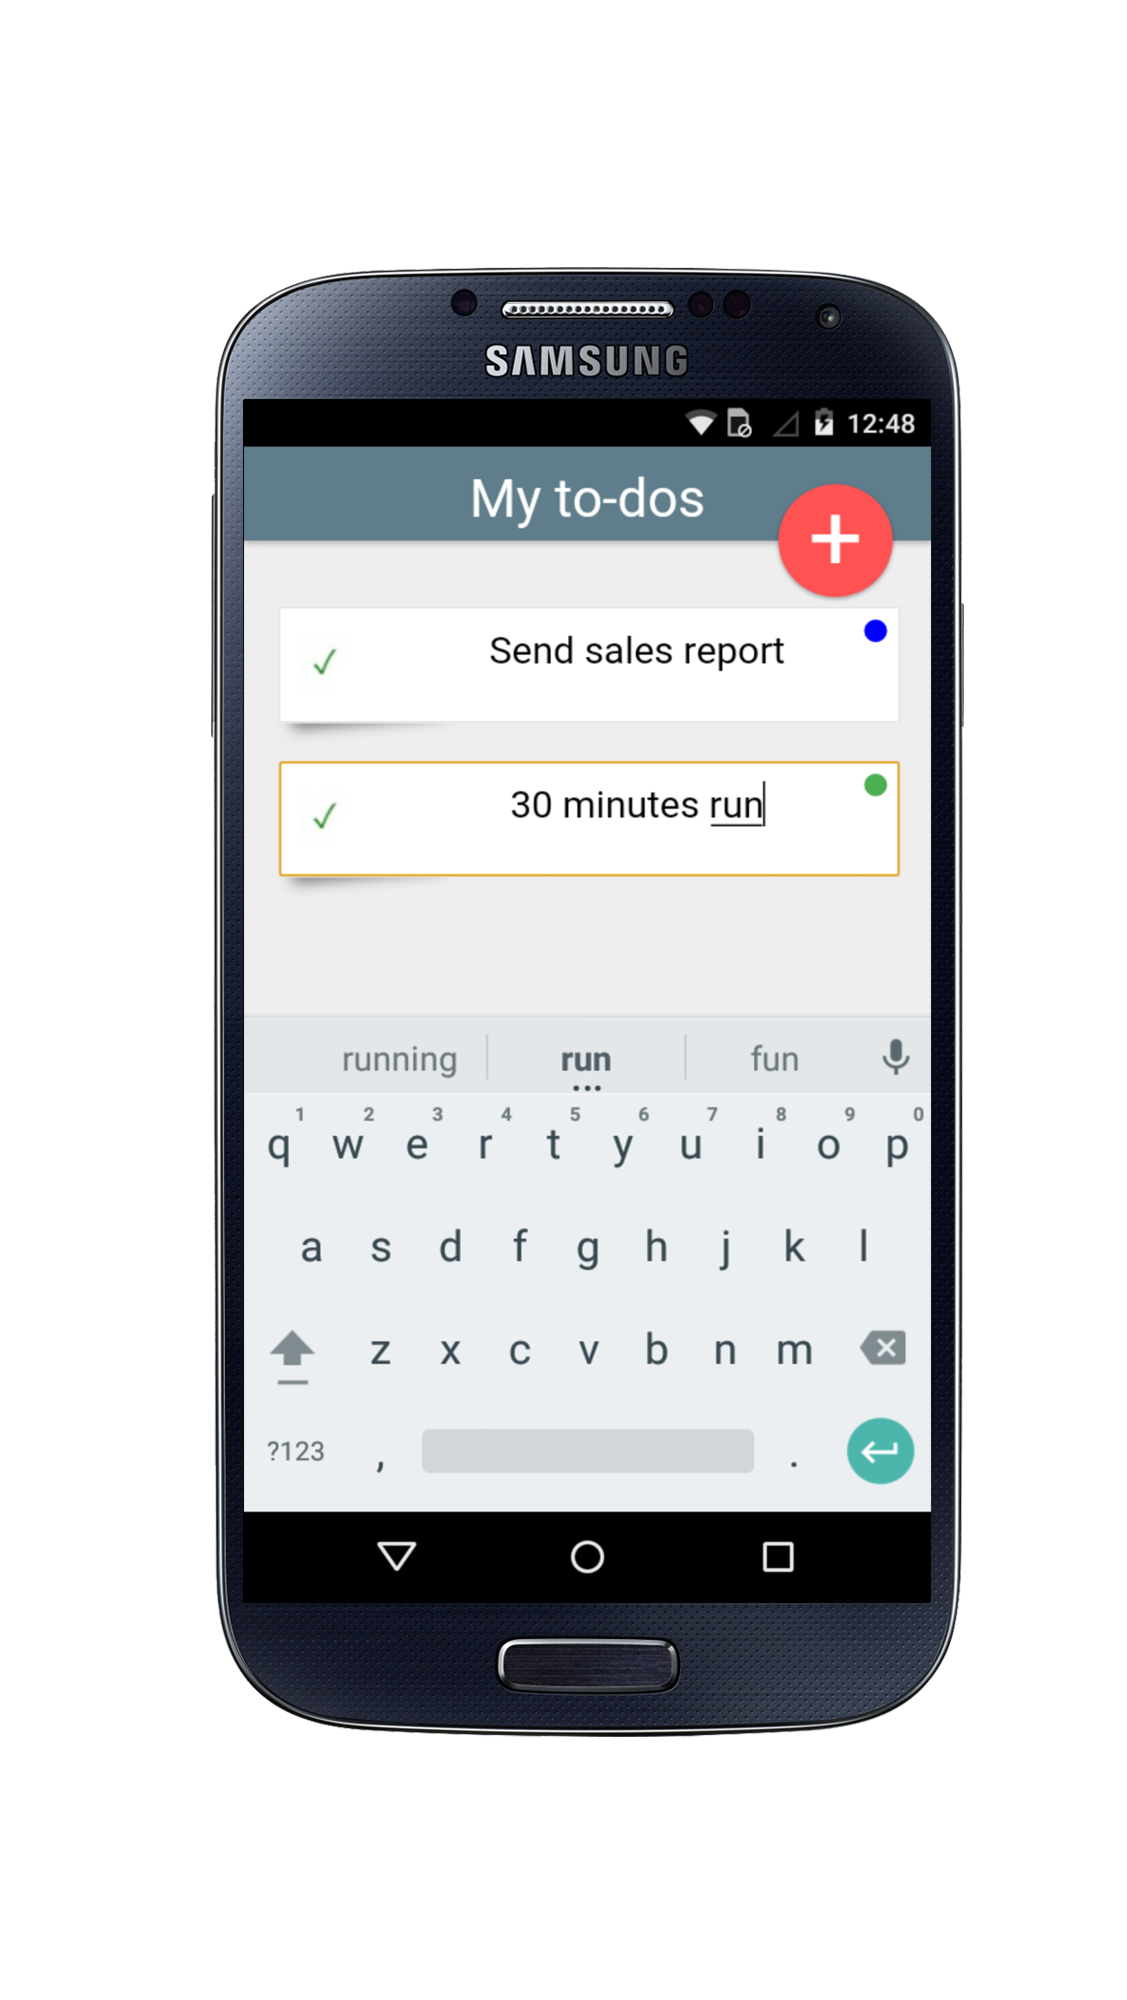 SAMSUNG
12:48
My to-dos
+
Send sales report
30 minutes run
running run fun
1 2 3 4 5 6 7 8 9 0
q w e r t y u i o p
a s d f g h j k l
z x c v b n m
?123 , .